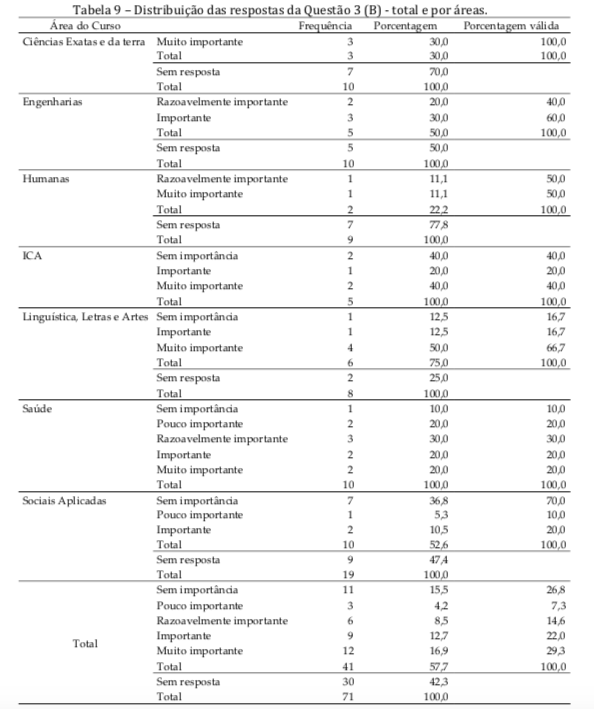 Tabela 9 – Distribuição das respostas da Questão 3 (B) - total e por áreas.
Área do Curso Frequência Porcentagem Porcentagem válida
Ciências Exatas e da terra Muito importante 3 30,0 100,0
Total 3 30,0 100,0
Sem resposta 7 70,0
Total 10 100,0
Engenharias Razoavelmente importante 2 20,0 40,0
Importante 3 30,0 60,0
Total 5 50,0 100,0
Sem resposta 5 50,0
Total 10 100,0
Humanas Razoavelmente importante 1 11,1 50,0
Muito importante 1 11,1 50,0
Total 2 22,2 100,0
Sem resposta 7 77,8
Total 9 100,0
ICA Sem importância 2 40,0 40,0
Importante 1 20,0 20,0
Muito importante 2 40,0 40,0
Total 5 100,0 100,0
Linguística, Letras e Artes Sem importância 1 12,5 16,7
Importante 1 12,5 16,7
Muito importante 4 50,0 66,7
Total 6 75,0 100,0
Sem resposta 2 25,0
Total 8 100,0
Saúde Sem importância 1 10,0 10,0
Pouco importante 2 20,0 20,0
Razoavelmente importante 3 30,0 30,0
Importante 2 20,0 20,0
Muito importante 2 20,0 20,0
Total 10 100,0 100,0
Sociais Aplicadas Sem importância 7 36,8 70,0
Pouco importante 1 5,3 10,0
Importante 2 10,5 20,0
Total 10 52,6 100,0
Sem resposta 9 47,4
Total 19 100,0
Sem importância 11 15,5 26,8
Pouco importante 3 4,2 7,3
Razoavelmente importante 6 8,5 14,6
Importante 9 12,7 22,0
Total Muito importante 12 16,9 29,3
Total 41 57,7 100,0
Sem resposta 30 42,3
Total 71 100,0